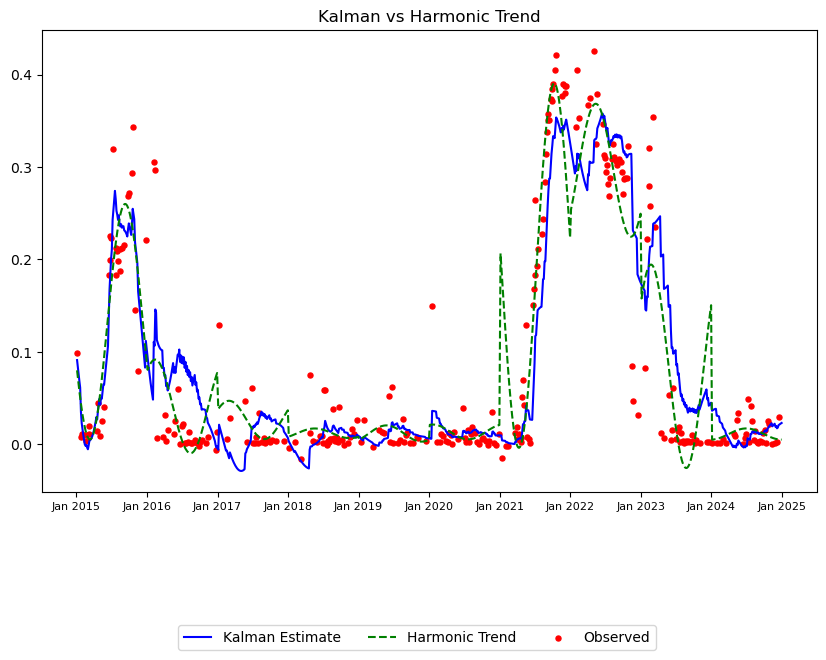 Kalman vs Harmonic Trend
0.4
0.3
0.2
0.1
0.0
Jan 2015 Jan 2016 Jan 2017 Jan 2018 Jan 2019 Jan 2020 Jan 2021 Jan 2022 Jan 2023 Jan 2024 Jan 2025
Kalman Estimate Harmonic Trend Observed